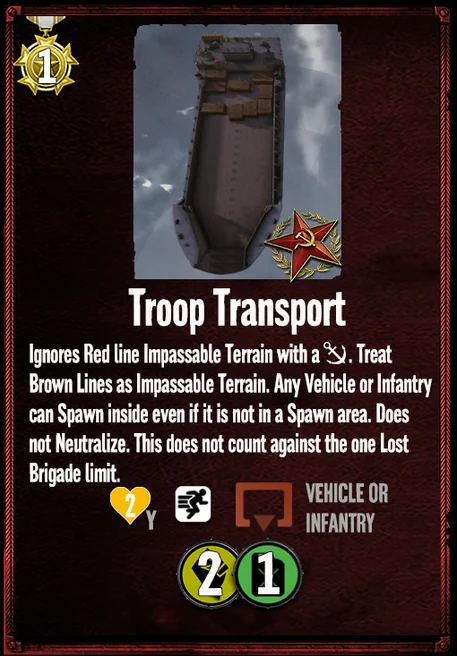 1
Troop Transport
Ignores Red line Impassable Terrain with a . Treat
Brown Lines as Impassable Terrain. Any Vehicle or Infantry
can Spawn inside even if it is not in a Spawn area. Does
not Neutralize. This does not count against the one Lost
Brigade limit.
2 Y
VEHICLE OR
INFANTRY
2 1